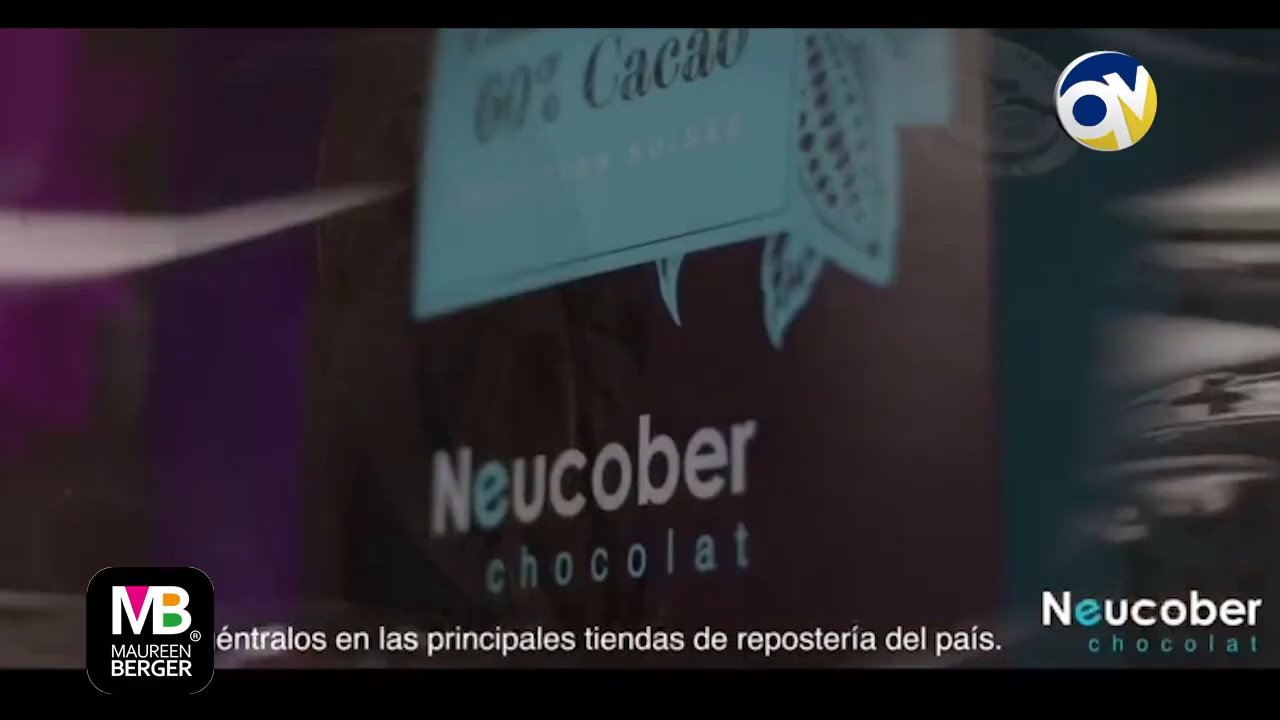 60% Cacao
Neucober
chocolat
MB®
MAUREEN
BERGER
éntralos en las principales tiendas de repostería del país.
Neucober
chocolat